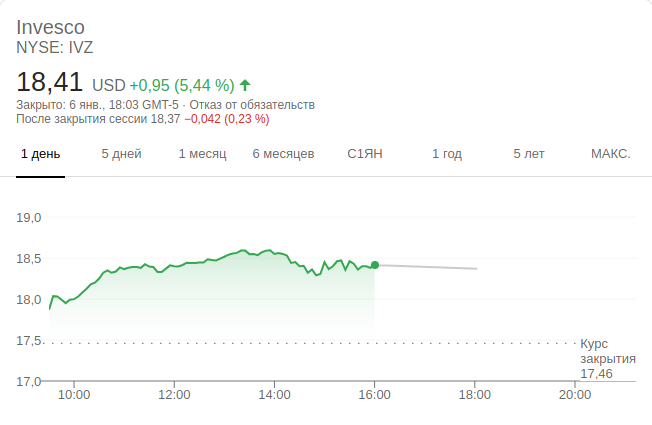 Invesco
NYSE: IVZ
18,41 USD +0,95 (5,44 %)
Закрыто: 6 янв., 18:03 GMT-5 · Отказ от обязательств
После закрытия сессии 18,37 −0,042 (0,23 %)
1 день 5 дней 1 месяц 6 месяцев С1ЯН 1 год 5 лет МАКС.
19,0
18,5
18,0
17,5
Курс
закрытия
17,46
17,0
10:00 12:00 14:00 16:00 18:00 20:00